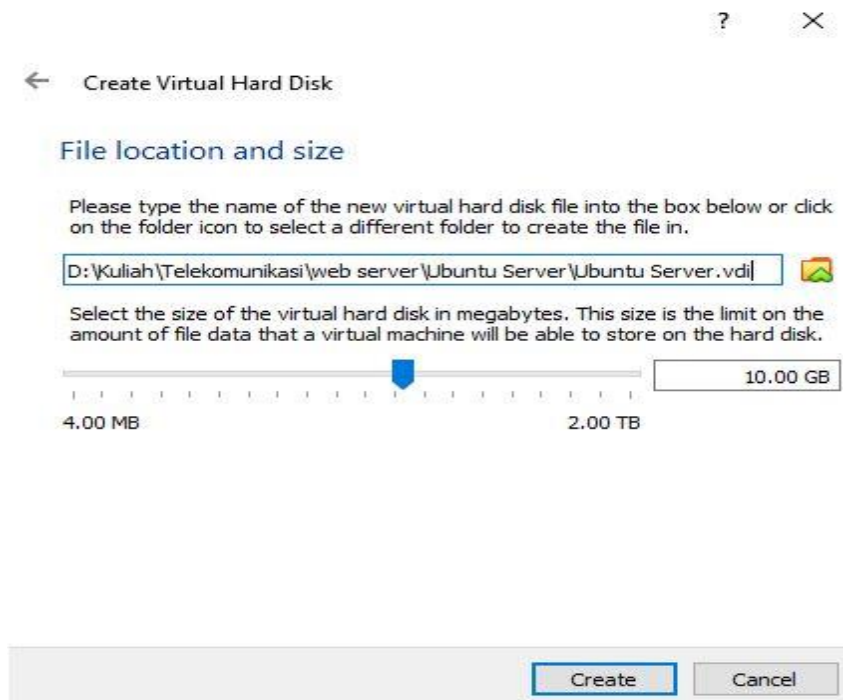 ?
Create Virtual Hard Disk
File location and size
Please type the name of the new virtual hard disk file into the box below or click
on the folder icon to select a different folder to create the file in.
D:\Kuliah\Telekomunikasi\web server\Ubuntu Server\Ubuntu Server.vdi
Select the size of the virtual hard disk in megabytes. This size is the limit on the
amount of file data that a virtual machine will be able to store on the hard disk.
10.00 GB
4.00 MB 2.00 TB
Create Cancel